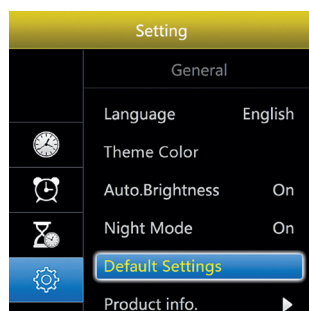 Setting
General
Language English
Theme Color
Auto.Brightness On
Night Mode On
Default Settings
Product info.